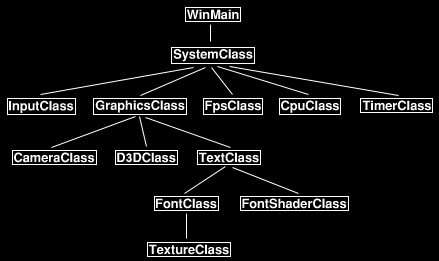 WinMain
SystemClass
InputClass GraphicsClass FpsClass CpuClass TimerClass
CameraClass D3DClass TextClass
FontClass FontShaderClass
TextureClass